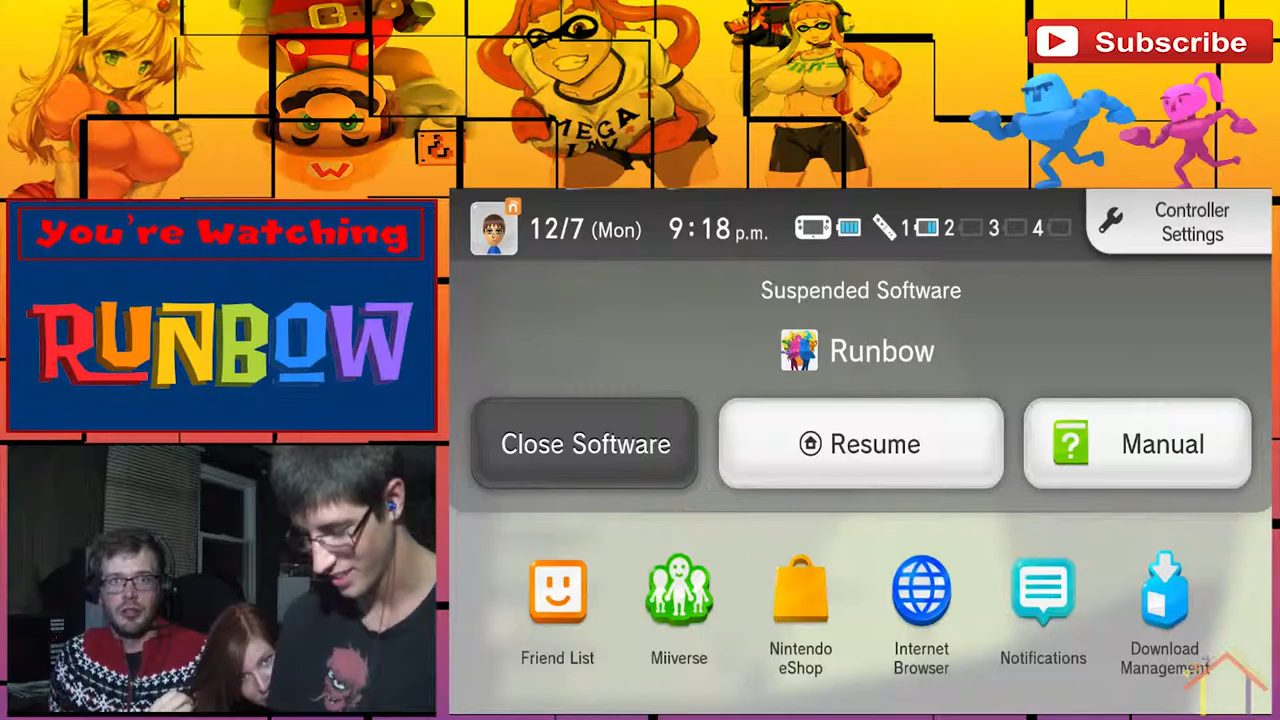 Subscribe
MEGA
You're Watching
RUNBOW
12/7 (Mon) 9:18 p.m. 1 2 3 4
Controller
Settings
Suspended Software
Runbow
Close Software
Resume
Manual
Friend List
Miiverse
Nintendo
eShop
Internet
Browser
Notifications
Download
Management